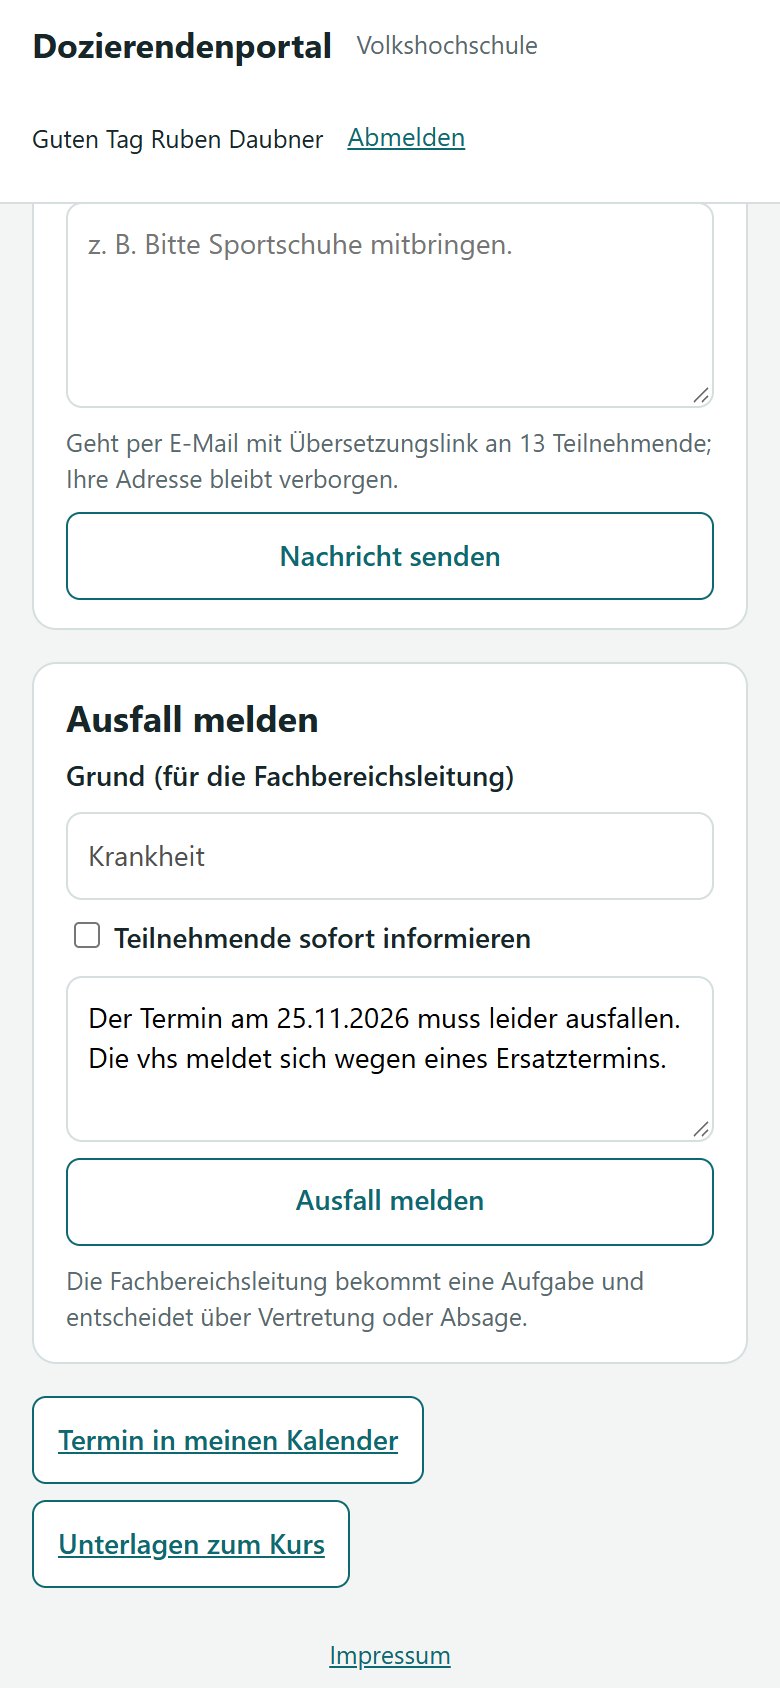 Dozierendenportal Volkshochschule
Guten Tag Ruben Daubner Abmelden
z. B. Bitte Sportschuhe mitbringen.
Geht per E-Mail mit Übersetzungslink an 13 Teilnehmende;
Ihre Adresse bleibt verborgen.
Nachricht senden
Ausfall melden
Grund (für die Fachbereichsleitung)
Krankheit
Teilnehmende sofort informieren
Der Termin am 25.11.2026 muss leider ausfallen.
Die vhs meldet sich wegen eines Ersatztermins.
Ausfall melden
Die Fachbereichsleitung bekommt eine Aufgabe und
entscheidet über Vertretung oder Absage.
Termin in meinen Kalender
Unterlagen zum Kurs
Impressum